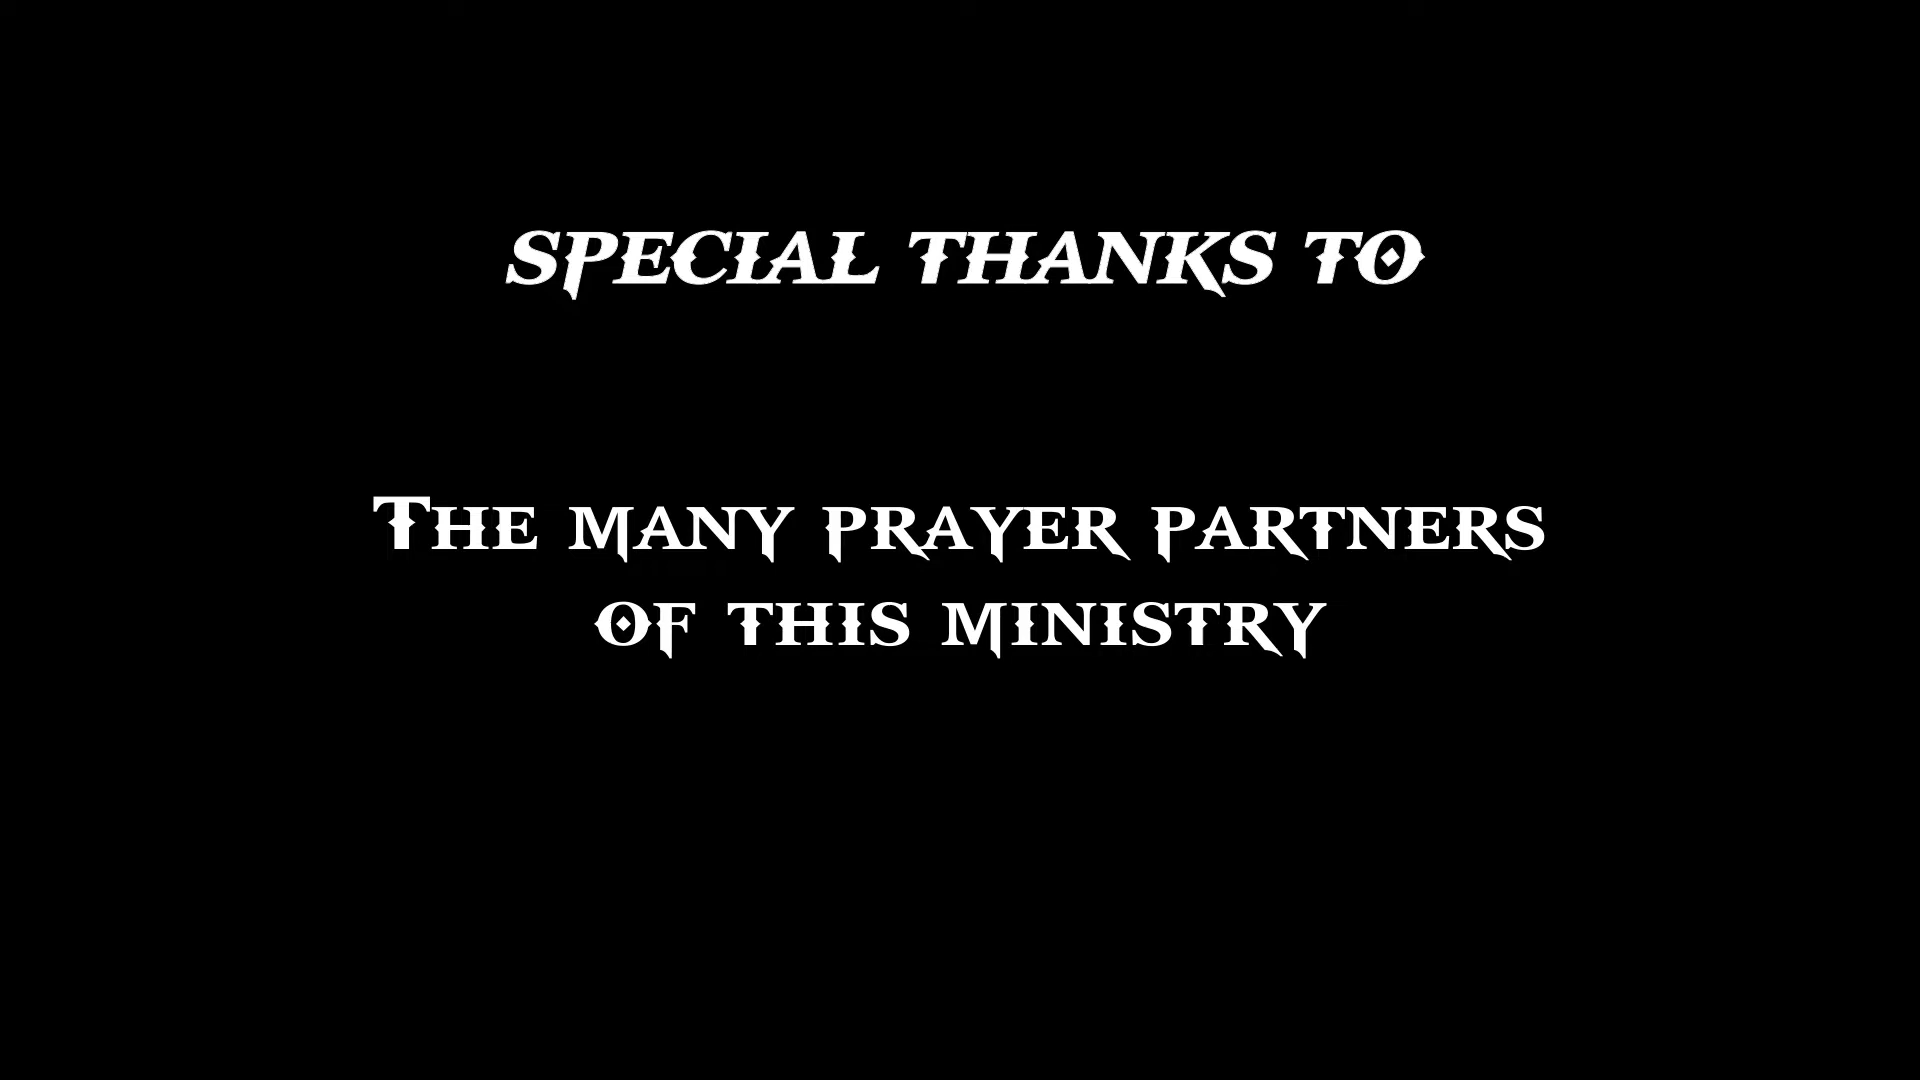 SPECIAL THANKS TO
THE MANY PRAYER PARTNERS
OF THIS MINISTRY